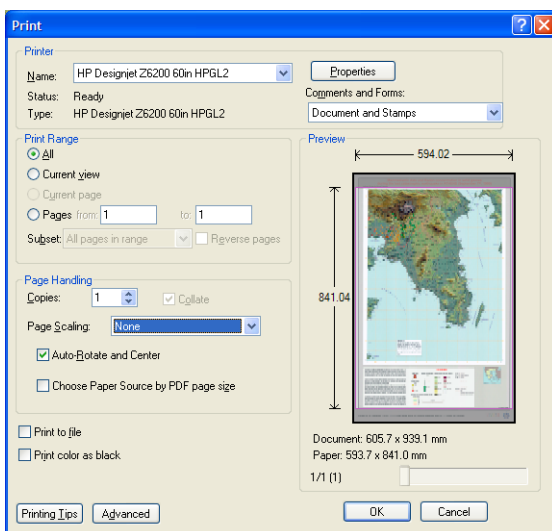 Print
Printer
Name: HP Designjet Z6200 60in HPGL2
Properties
Status: Ready
Type: HP Designjet Z6200 60in HPGL2
Comments and Forms:
Document and Stamps
Print Range
All
Current view
Current page
Pages from: 1 to: 1
Subset: All pages in range
Reverse pages
Page Handling
Copies: 1
Collate
Page Scaling: None
Auto-Rotate and Center
Choose Paper Source by PDF page size
Print to file
Print color as black
Printing Tips
Advanced
Preview
594.02
841.04
Document: 605.7 x 939.1 mm
Paper: 593.7 x 841.0 mm
1/1 (1)
OK
Cancel